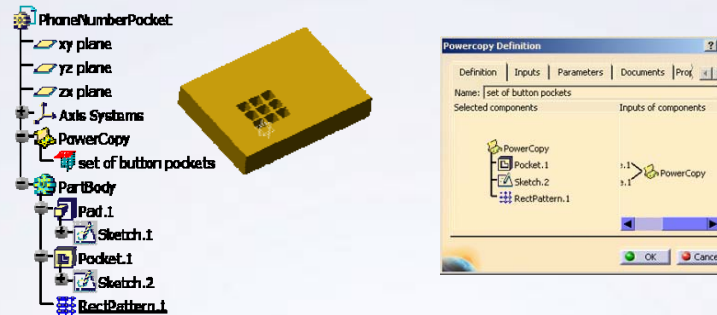 PhoneNumberPocket
xy plane
yz plane
zx plane
Axis Systems
PowerCopy
set of button pockets
PartBody
Pad.1
Sketch.1
Pocket.1
Sketch.2
RectPattern.1
Powercopy Definition
?
Definition Inputs Parameters Documents Prop
Name: set of button pockets
Selected components Inputs of components
PowerCopy
Pocket.1
Sketch.2
RectPattern.1
PowerCopy
OK Cance